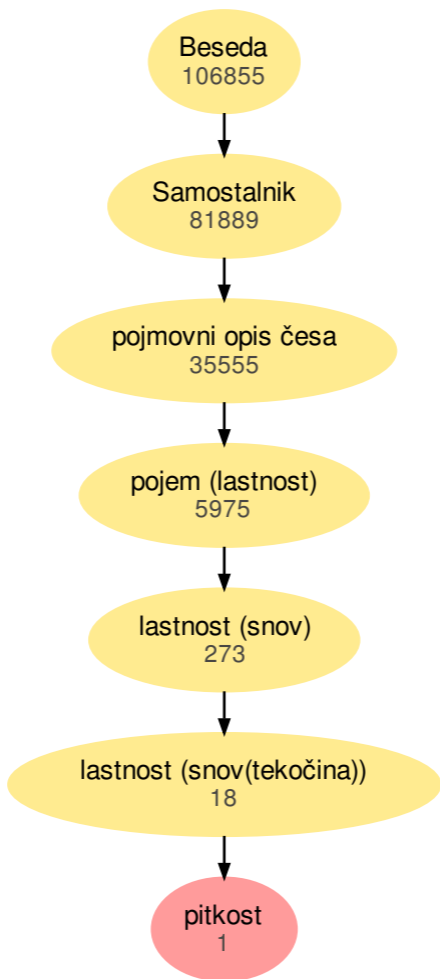 Beseda
106855
Samostalnik
81889
pojmovni opis česa
35555
pojem (lastnost)
5975
lastnost (snov)
273
lastnost (snov(tekočina))
18
pitkost
1